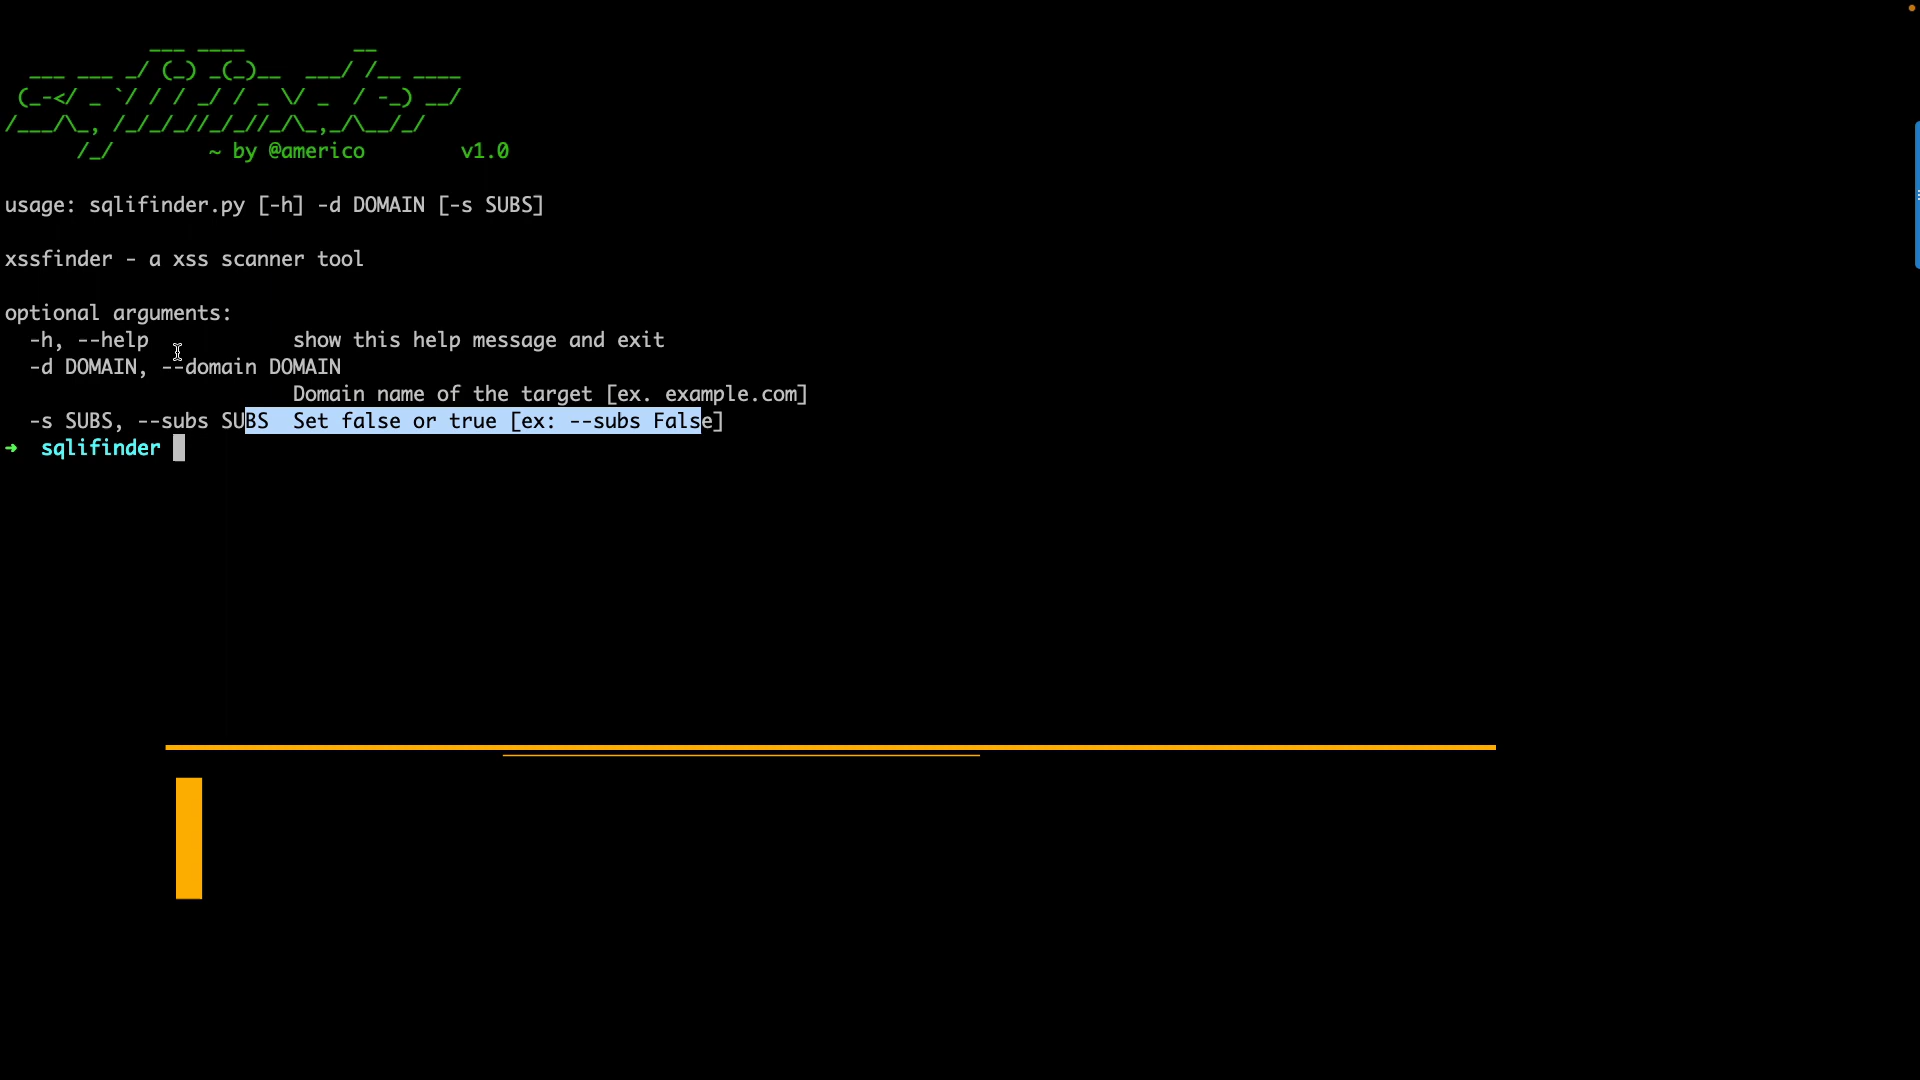 ___ ____         __
  ___ ___ _/ (_) _(_)__  ___/ /__ ____
 (_-</ _ `/ / / _/ / _ \/ _  / -_) __/
/___/\_, /_/_/_//_/_//_/\_,_/\__/_/
      /_/        ~ by @americo        v1.0
usage: sqlifinder.py [-h] -d DOMAIN [-s SUBS]
xssfinder - a xss scanner tool
optional arguments:
  -h, --help            show this help message and exit
  -d DOMAIN, --domain DOMAIN
                        Domain name of the target [ex. example.com]
  -s SUBS, --subs SUBS  Set false or true [ex: --subs False]
➜  sqlifinder